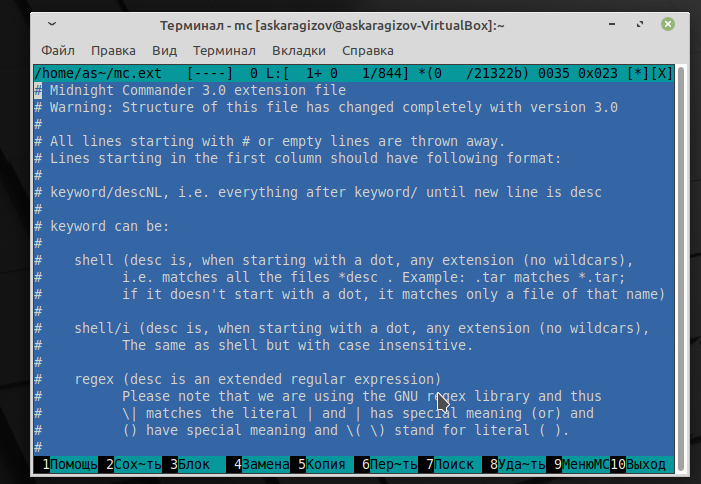 Терминал - mc [askaragizov@askaragizov-VirtualBox]:~
Файл Правка Вид Терминал Вкладки Справка
/home/as~/mc.ext [----] 0 L:[ 1+ 0 1/844] *(0 /21322b) 0035 0x023 [*][X]
# Midnight Commander 3.0 extension file
# Warning: Structure of this file has changed completely with version 3.0
#
# All lines starting with # or empty lines are thrown away.
# Lines starting in the first column should have following format:
#
# keyword/descNL, i.e. everything after keyword/ until new line is desc
#
# keyword can be:
#
# shell (desc is, when starting with a dot, any extension (no wildcars),
# i.e. matches all the files *desc . Example: .tar matches *.tar;
# if it doesn't start with a dot, it matches only a file of that name)
#
# shell/i (desc is, when starting with a dot, any extension (no wildcars),
# The same as shell but with case insensitive.
#
# regex (desc is an extended regular expression)
# Please note that we are using the GNU regex library and thus
# \| matches the literal | and | has special meaning (or) and
# () have special meaning and \( \) stand for literal ( ).
#
1Помощь 2Сох~ть 3Блок 4Замена 5Копия 6Пер~ть 7Поиск 8Уда~ть 9МенюМС 10Выход